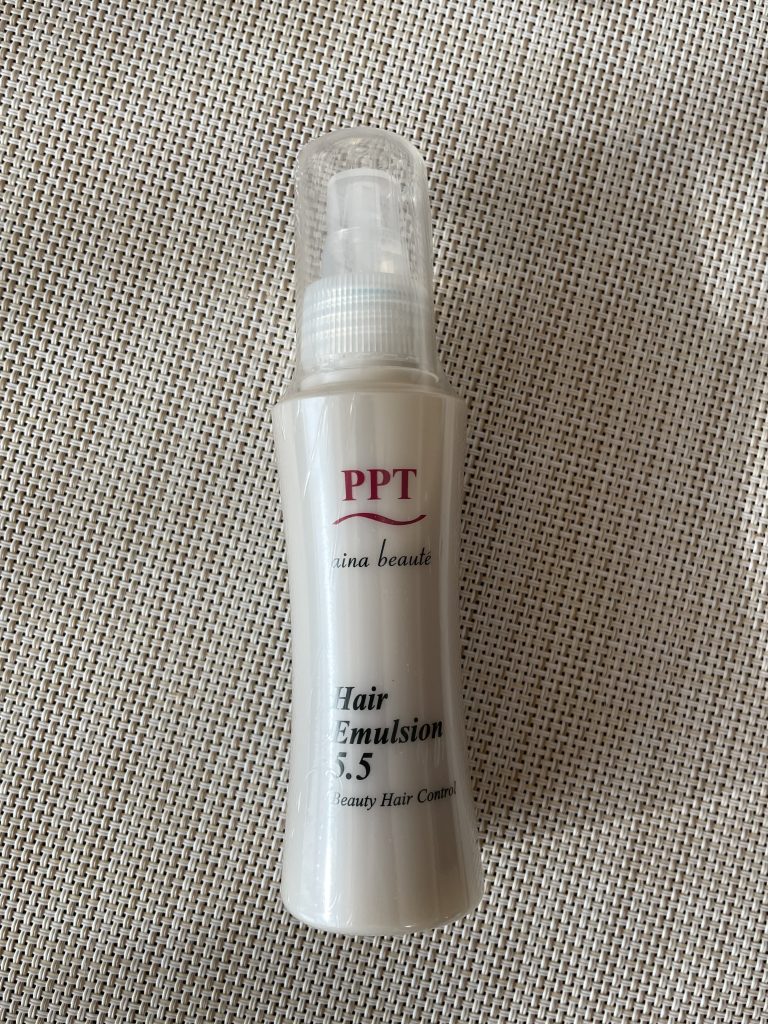 PPT
aina beauté
Hair
Emulsion
5.5
Beauty Hair Control